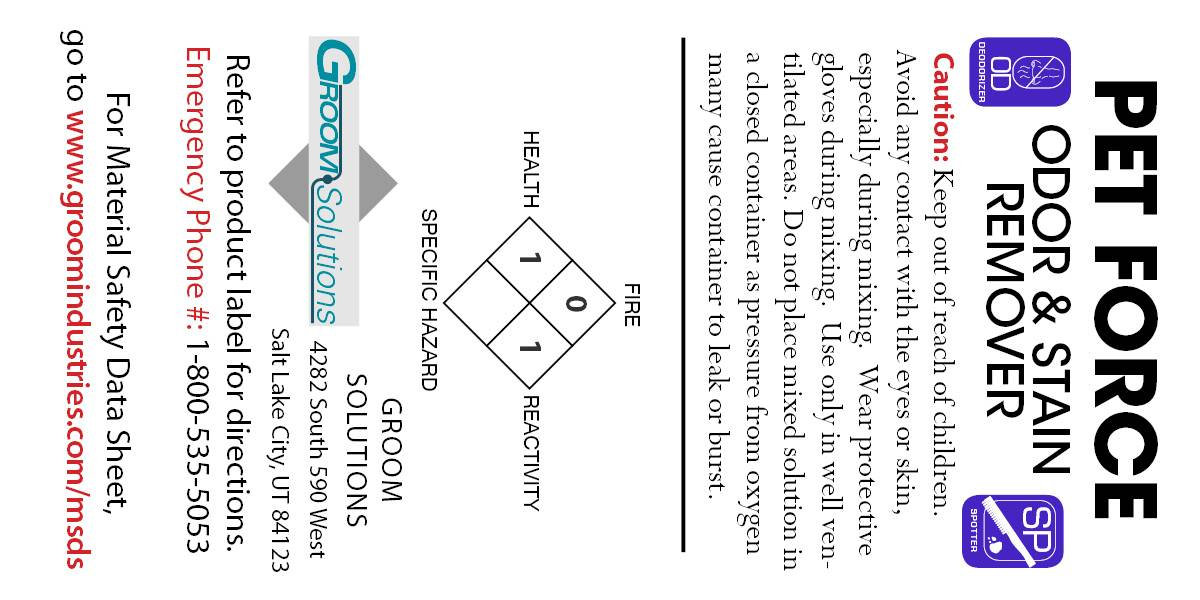 PET FORCE
ODOR & STAIN
REMOVER
OD
DEODORIZER
SP
SPOTTER
Caution: Keep out of reach of children.
Avoid any contact with the eyes or skin,
especially during mixing. Wear protective
gloves during mixing. Use only in well ven-
tilated areas. Do not place mixed solution in
a closed container as pressure from oxygen
many cause container to leak or burst.
FIRE
HEALTH
0
1
1
REACTIVITY
SPECIFIC HAZARD
GROOM Solutions
GROOM
SOLUTIONS
4282 South 590 West
Salt Lake City, UT 84123
Refer to product label for directions.
Emergency Phone #: 1-800-535-5053
For Material Safety Data Sheet,
go to www.groomindustries.com/msds